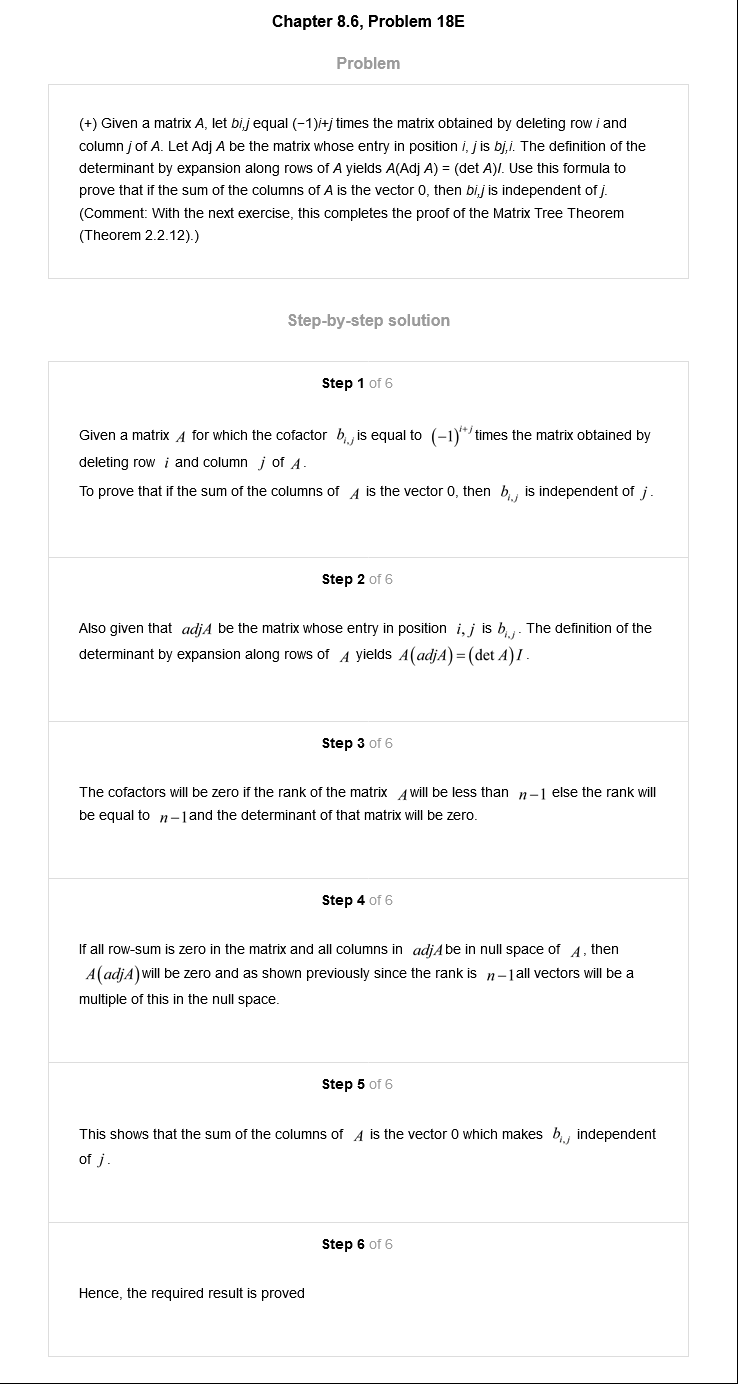 Chapter 8.6, Problem 18E
Problem
(+) Given a matrix A, let bi,j equal (−1)i+j times the matrix obtained by deleting row i and
column j of A. Let Adj A be the matrix whose entry in position i, j is bj,i. The definition of the
determinant by expansion along rows of A yields A(Adj A) = (det A)I. Use this formula to
prove that if the sum of the columns of A is the vector 0, then bi,j is independent of j.
(Comment: With the next exercise, this completes the proof of the Matrix Tree Theorem
(Theorem 2.2.12).)
Step-by-step solution
Step 1 of 6
Given a matrix A for which the cofactor b_{i,j} is equal to (−1)^{i+j} times the matrix obtained by
deleting row i and column j of A.
To prove that if the sum of the columns of A is the vector 0, then b_{i,j} is independent of j.
Step 2 of 6
Also given that adjA be the matrix whose entry in position i, j is b_{i,j}. The definition of the
determinant by expansion along rows of A yields A(adjA)=(det A)I.
Step 3 of 6
The cofactors will be zero if the rank of the matrix A will be less than n−1 else the rank will
be equal to n−1 and the determinant of that matrix will be zero.
Step 4 of 6
If all row-sum is zero in the matrix and all columns in adjA be in null space of A, then
A(adjA) will be zero and as shown previously since the rank is n−1 all vectors will be a
multiple of this in the null space.
Step 5 of 6
This shows that the sum of the columns of A is the vector 0 which makes b_{i,j} independent
of j.
Step 6 of 6
Hence, the required result is proved